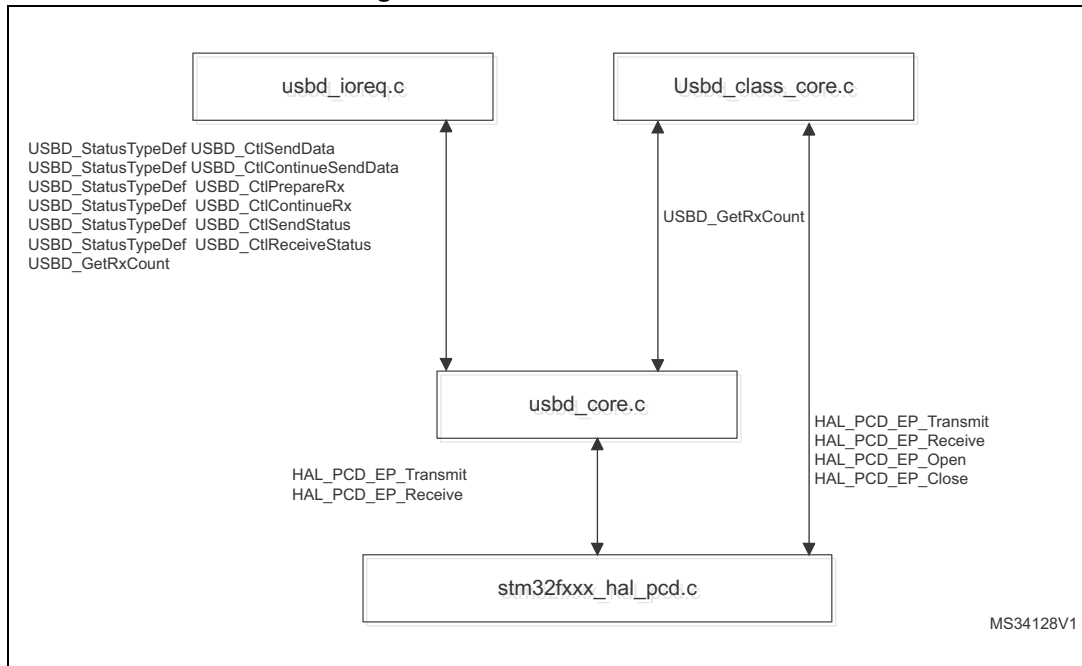 usbd_ioreq.c
Usbd_class_core.c
USBD_StatusTypeDef USBD_CtlSendData
USBD_StatusTypeDef USBD_CtlContinueSendData
USBD_StatusTypeDef USBD_CtlPrepareRx
USBD_StatusTypeDef USBD_CtlContinueRx
USBD_StatusTypeDef USBD_CtlSendStatus
USBD_StatusTypeDef USBD_CtlReceiveStatus
USBD_GetRxCount
USBD_GetRxCount
usbd_core.c
HAL_PCD_EP_Transmit
HAL_PCD_EP_Receive
HAL_PCD_EP_Transmit
HAL_PCD_EP_Receive
HAL_PCD_EP_Open
HAL_PCD_EP_Close
stm32fxxx_hal_pcd.c
MS34128V1